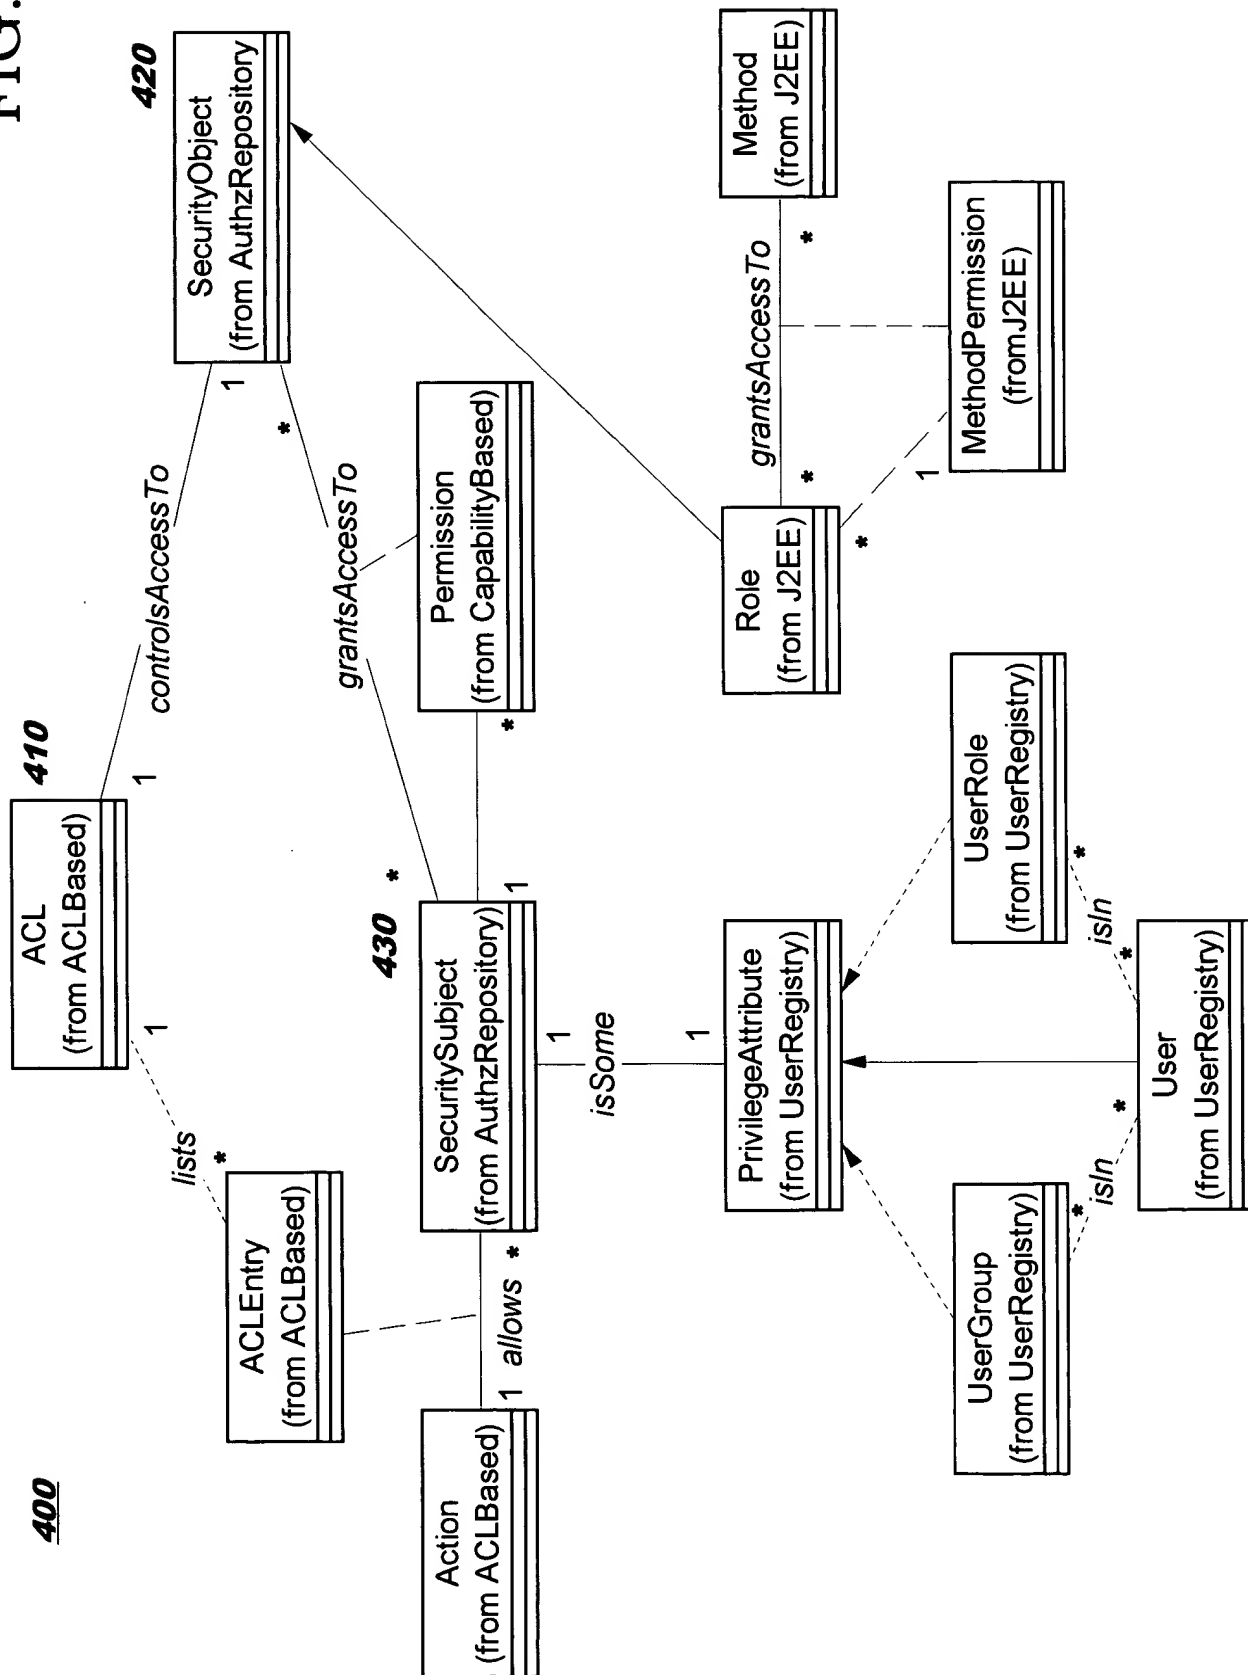 FIG.
400
ACL
(from ACLBased)
410
1
1
controlsAccessTo
1
SecurityObject
(from AuthzRepository)
420
lists
*
ACLEntry
(from ACLBased)
*
grantsAccessTo
*
430
Action
(from ACLBased)
1
allows
*
SecuritySubject
(from AuthzRepository)
1
*
Permission
(from CapabilityBased)
1
isSome
1
PrivilegeAttribute
(from UserRegistry)
Role
(from J2EE)
*
grantsAccessTo
*
Method
(from J2EE)
*
1
MethodPermission
(fromJ2EE)
UserGroup
(from UserRegistry)
UserRole
(from UserRegistry)
*
isIn
*
*
isIn
*
User
(from UserRegistry)